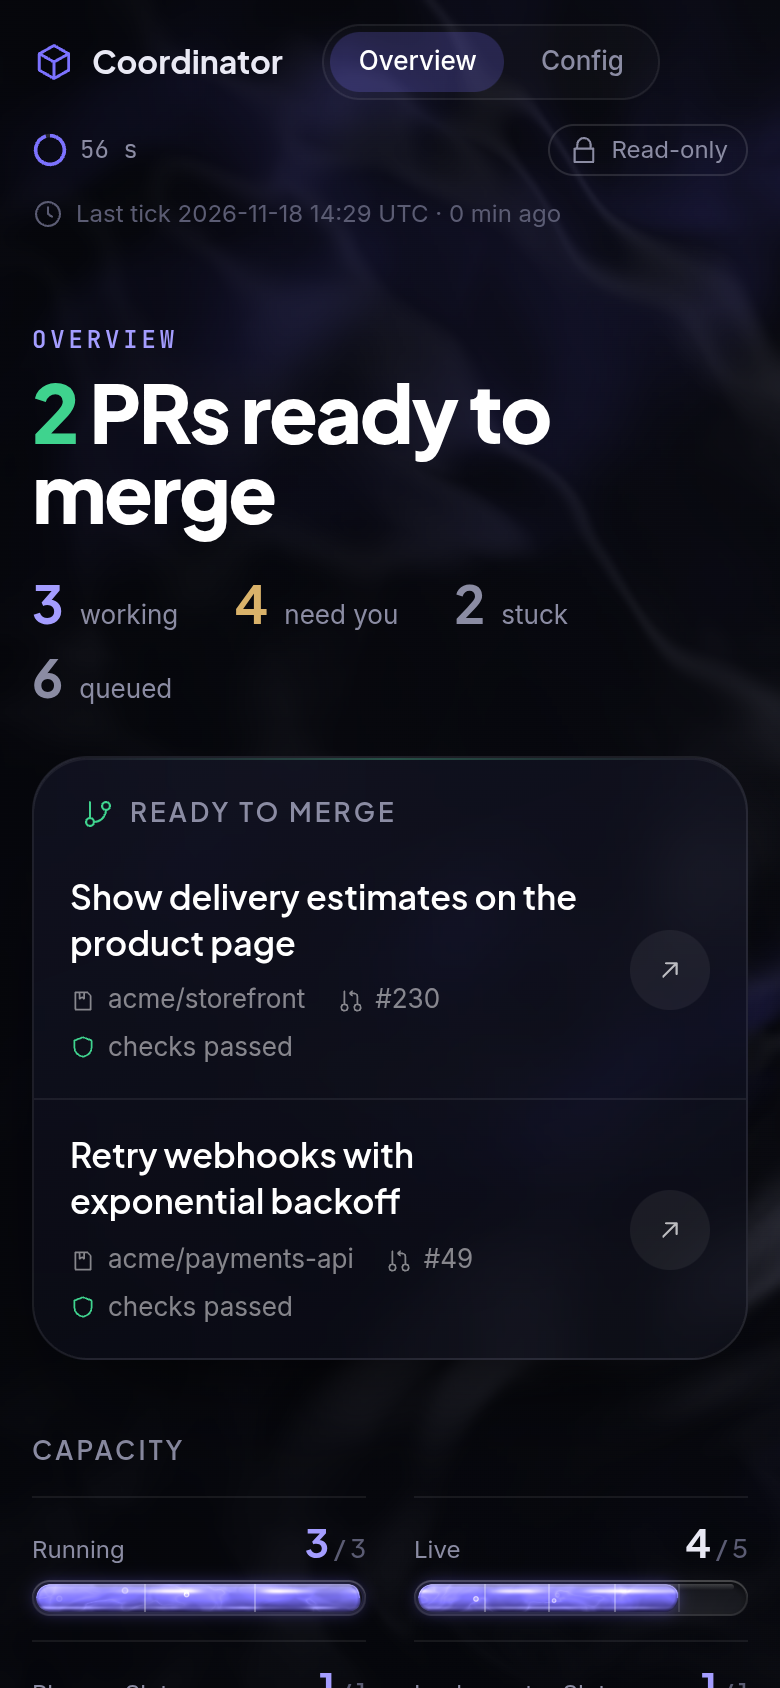 Coordinator
Overview
Config
56 s
Read-only
Last tick 2026-11-18 14:29 UTC · 0 min ago
OVERVIEW
2 PRs ready to
merge
3 working
4 need you
2 stuck
6 queued
READY TO MERGE
Show delivery estimates on the
product page
acme/storefront #230
checks passed
Retry webhooks with
exponential backoff
acme/payments-api #49
checks passed
CAPACITY
Running 3 / 3
Live 4 / 5